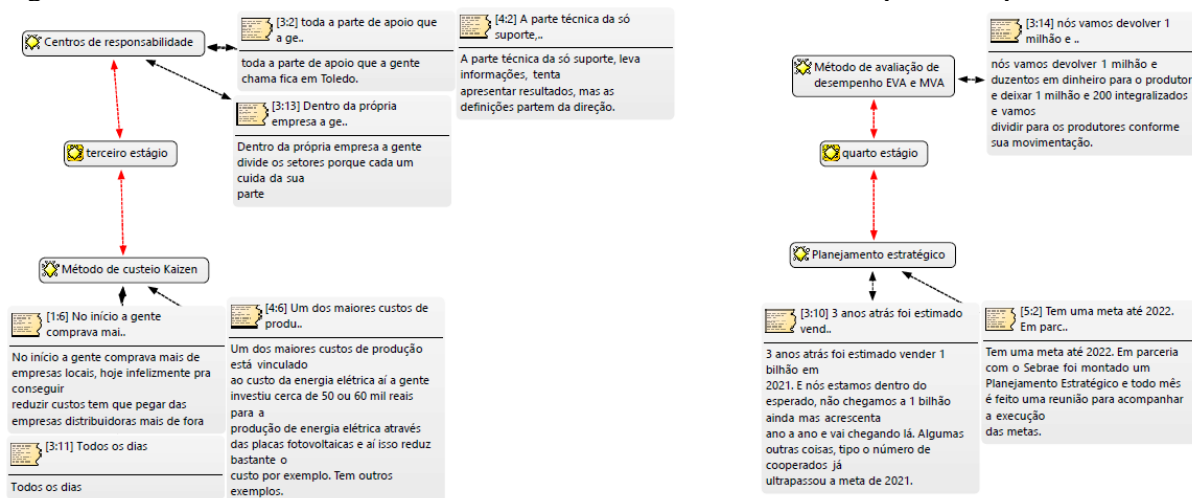 Centros de responsabilidade
[3:2] toda a parte de apoio que
a ge..
toda a parte de apoio que a gente
chama fica em Toledo.
[4:2] A parte técnica da só
suporte,..
A parte técnica da só suporte, leva
informações, tenta
apresentar resultados, mas as
definições partem da direção.
[3:13] Dentro da própria
empresa a ge..
Dentro da própria empresa a gente
divide os setores porque cada um
cuida da sua
parte
terceiro estágio
Método de custeio Kaizen
[1:6] No início a gente
comprava mai..
No início a gente comprava mais de
empresas locais, hoje infelizmente pra
conseguir
reduzir custos tem que pegar das
empresas distribuidoras mais de fora
[3:11] Todos os dias
Todos os dias
[4:6] Um dos maiores custos de
produ..
Um dos maiores custos de produção
está vinculado
ao custo da energia elétrica aí a gente
investiu cerca de 50 ou 60 mil reais
para a
produção de energia elétrica através
das placas fotovoltaicas e aí isso reduz
bastante o
custo por exemplo. Tem outros
exemplos.
Método de avaliação de
desempenho EVA e MVA
[3:14] nós vamos devolver 1
milhão e ..
nós vamos devolver 1 milhão e
duzentos em dinheiro para o produtor
e deixar 1 milhão e 200 integralizados
e vamos
dividir para os produtores conforme
sua movimentação.
quarto estágio
Planejamento estratégico
[3:10] 3 anos atrás foi estimado
vend..
3 anos atrás foi estimado vender 1
bilhão em
2021. E nós estamos dentro do
esperado, não chegamos a 1 bilhão
ainda mas acrescenta
ano a ano e vai chegando lá. Algumas
outras coisas, tipo o número de
cooperados já
ultrapassou a meta de 2021.
[5:2] Tem uma meta até 2022.
Em parc..
Tem uma meta até 2022. Em parceria
com o Sebrae foi montado um
Planejamento Estratégico e todo mês
é feito uma reunião para acompanhar
a execução
das metas.